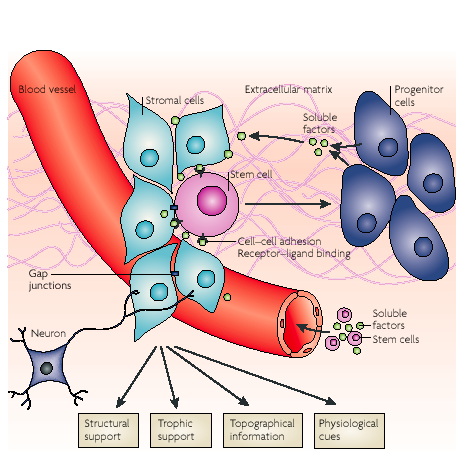 Blood vessel
Stromal cells
Extracellular matrix
Progenitor
cells
Soluble
factors
Stem cell
Cell–cell adhesion
Receptor–ligand binding
Gap
junctions
Neuron
Soluble
factors
Stem cells
Structural
support
Trophic
support
Topographical
information
Physiological
cues